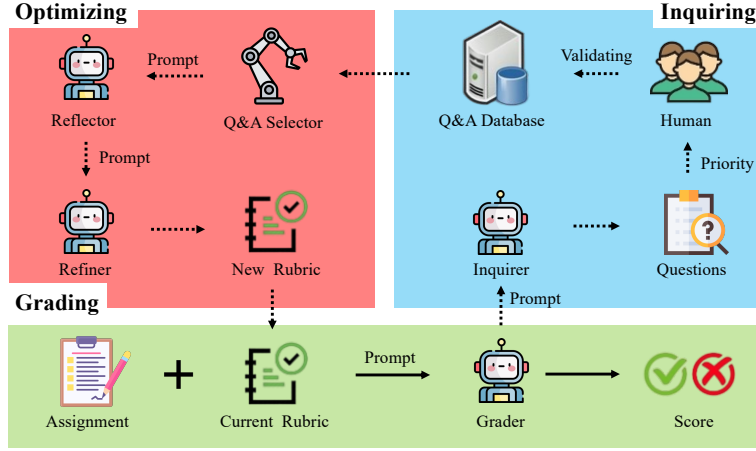 Optimizing
Inquiring
Prompt
Validating
Reflector
Q&A Selector
Q&A Database
Human
Prompt
Priority
Refiner
New Rubric
Inquirer
Questions
Grading
Prompt
Prompt
Assignment
Current Rubric
Grader
Score